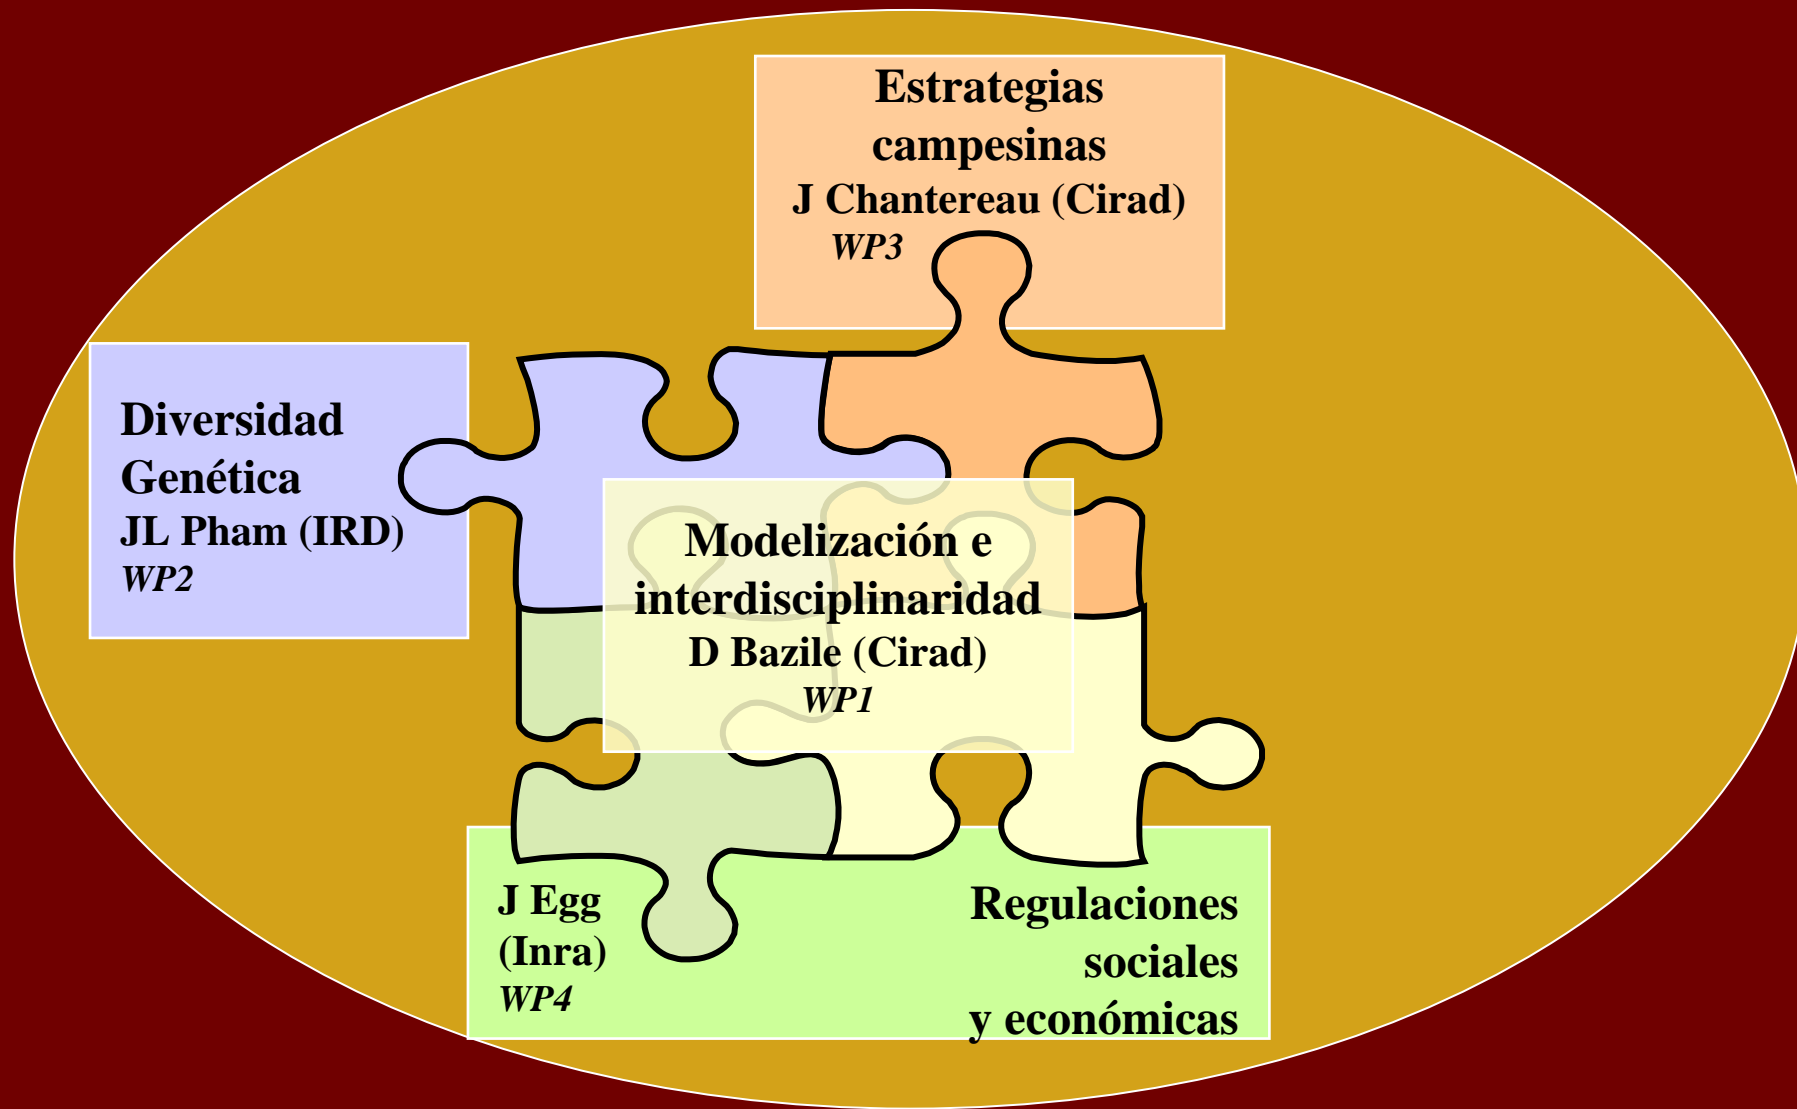 Estrategias
campesinas
J Chantereau (Cirad)
WP3
Diversidad
Genética
JL Pham (IRD)
WP2
Modelización e
interdisciplinaridad
D Bazile (Cirad)
WP1
J Egg
(Inra)
WP4
Regulaciones
sociales
y económicas